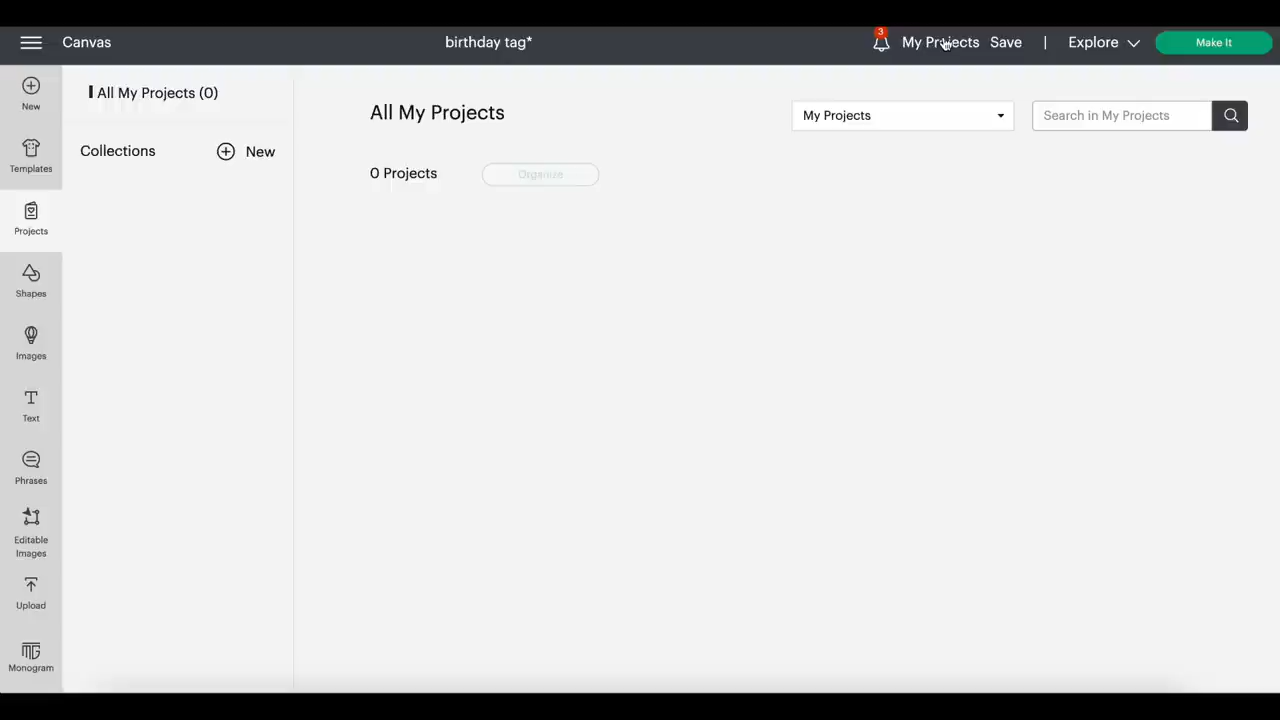 Canvas
birthday tag*
3
My Projects
Save
Explore
Make It
New
Templates
Projects
Shapes
Images
Text
Phrases
Editable
Images
Upload
Monogram
All My Projects (0)
Collections
New
All My Projects
My Projects
Search in My Projects
0 Projects
Organize